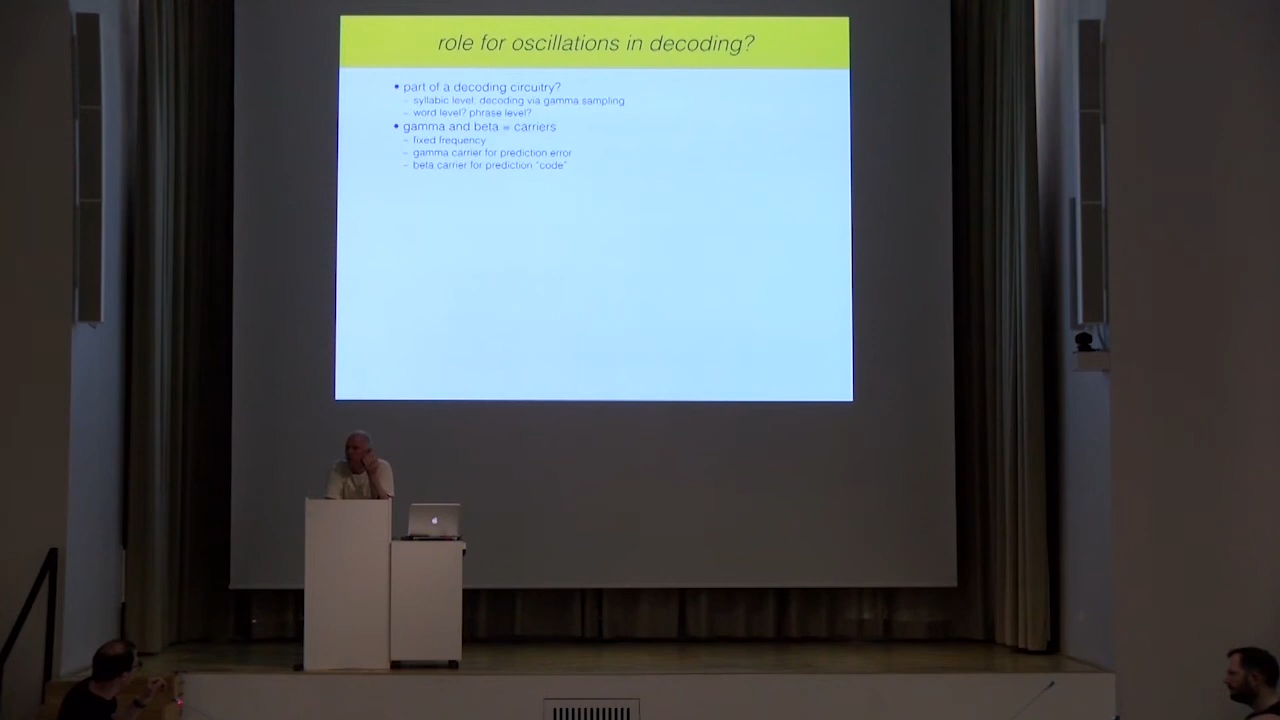 role for oscillations in decoding?
• part of a decoding circuitry?
– syllabic level: decoding via gamma sampling
– word level? phrase level?
• gamma and beta = carriers
– fixed frequency
– gamma carrier for prediction error
– beta carrier for prediction "code"